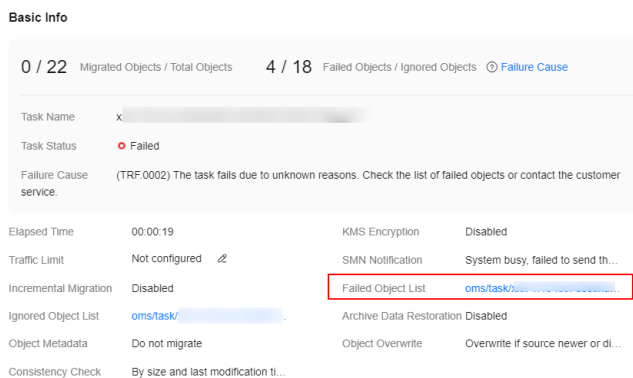 Basic Info
0 / 22 Migrated Objects / Total Objects 4 / 18 Failed Objects / Ignored Objects ? Failure Cause
Task Name x
Task Status Failed
Failure Cause (TRF.0002) The task fails due to unknown reasons. Check the list of failed objects or contact the customer
service.
Elapsed Time 00:00:19 KMS Encryption Disabled
Traffic Limit Not configured SMN Notification System busy, failed to send th...
Incremental Migration Disabled Failed Object List oms/task/
Ignored Object List oms/task/ Archive Data Restoration Disabled
Object Metadata Do not migrate Object Overwrite Overwrite if source newer or di...
Consistency Check By size and last modification ti...